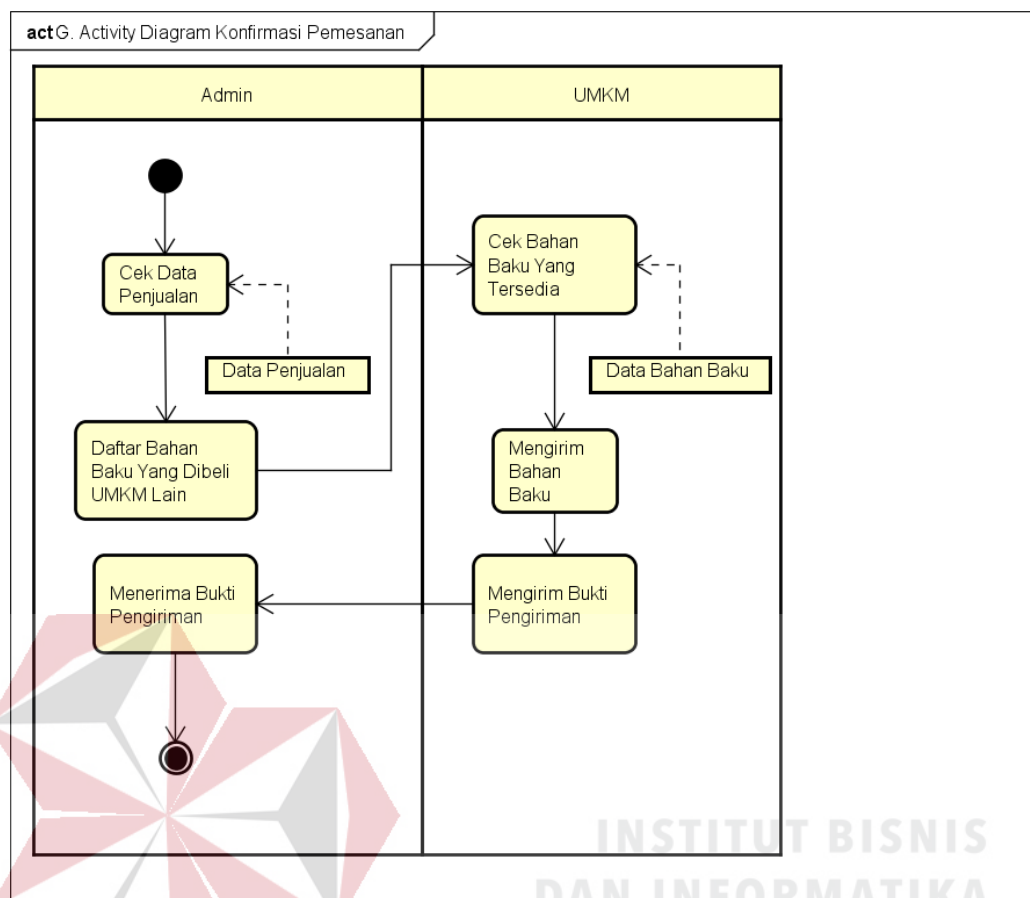 act G. Activity Diagram Konfirmasi Pemesanan
Admin
UMKM
Cek Data
Penjualan
Data Penjualan
Daftar Bahan
Baku Yang Dibeli
UMKM Lain
Cek Bahan
Baku Yang
Tersedia
Data Bahan Baku
Mengirim
Bahan
Baku
Mengirim Bukti
Pengiriman
Menerima Bukti
Pengiriman
INSTITUT BISNIS
DAN INFORMATIKA